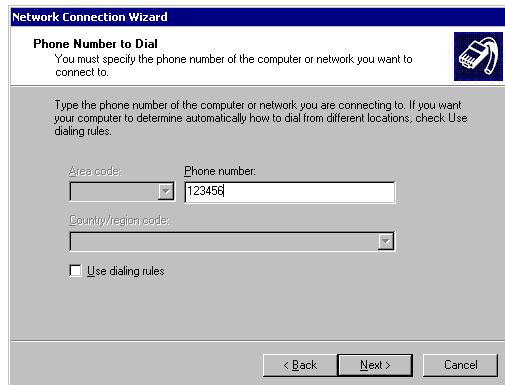 Network Connection Wizard
Phone Number to Dial
You must specify the phone number of the computer or network you want to
connect to.
Type the phone number of the computer or network you are connecting to. If you want
your computer to determine automatically how to dial from different locations, check Use
dialing rules.
Area code: Phone number:
123456
Country/region code:
Use dialing rules
< Back Next > Cancel